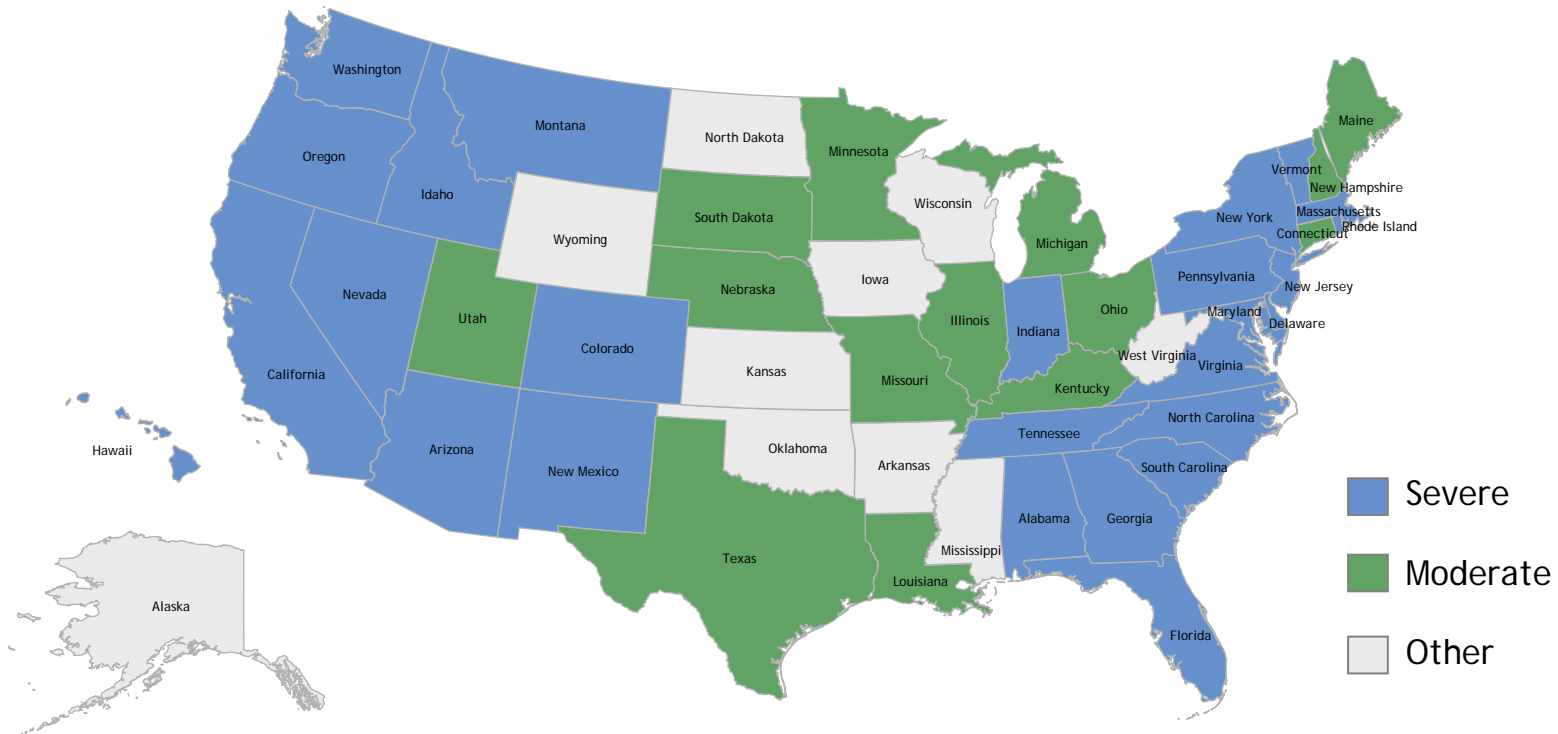 Washington
Montana
North Dakota
Minnesota
Maine
Oregon
Idaho
Wisconsin
Vermont
New Hampshire
South Dakota
Wyoming
Michigan
New York
Massachusetts
Rhode Island
Connecticut
Nevada
Utah
Nebraska
Iowa
Illinois
Indiana
Ohio
Pennsylvania
New Jersey
Maryland
Delaware
California
Colorado
Kansas
Missouri
Kentucky
West Virginia
Virginia
Hawaii
Arizona
New Mexico
Oklahoma
Arkansas
Tennessee
North Carolina
South Carolina
Texas
Louisiana
Mississippi
Alabama
Georgia
Florida
Alaska
Severe
Moderate
Other